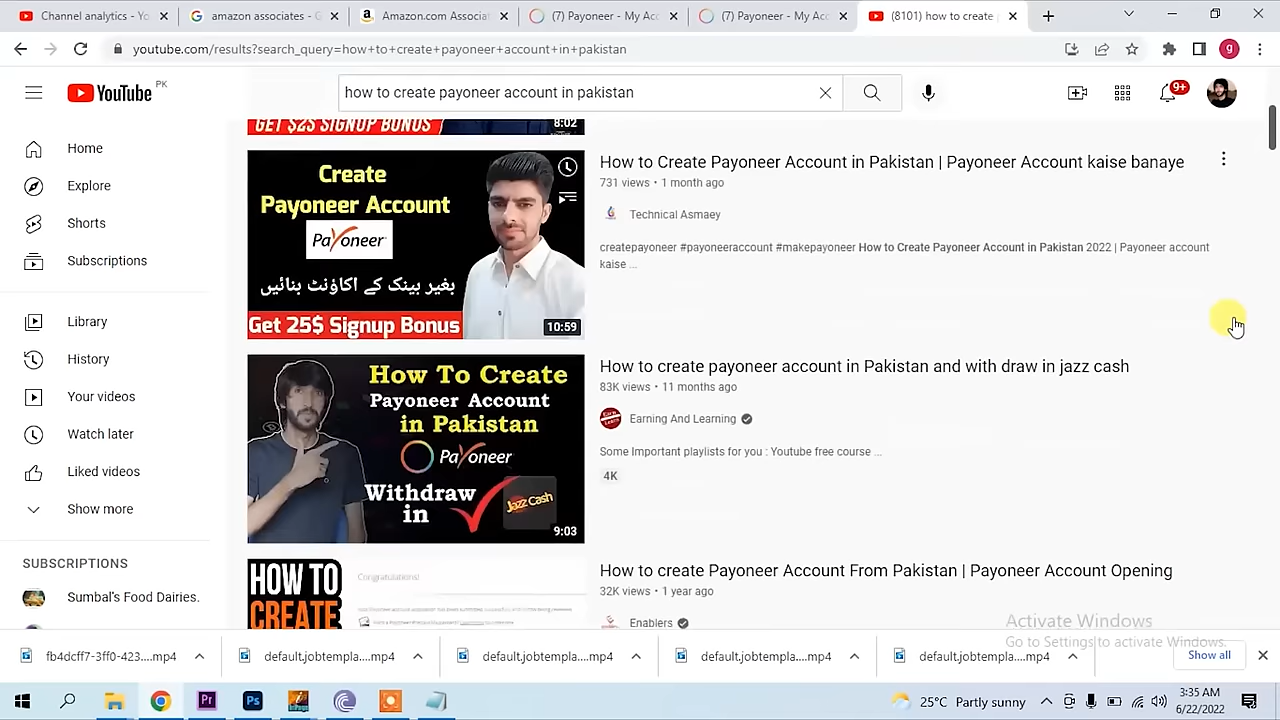 Channel analytics - Yo
amazon associates - G
Amazon.com Associat
(7) Payoneer - My Acc
(7) Payoneer - My Acc
(8101) how to create p
youtube.com/results?search_query=how+to+create+payoneer+account+in+pakistan
g
YouTube PK
how to create payoneer account in pakistan
9+
Home
Explore
Shorts
Subscriptions
Library
History
Your videos
Watch later
Liked videos
Show more
SUBSCRIPTIONS
Sumbal's Food Dairies.
GET $25 SIGNUP BONUS
8:02
Create
Payoneer Account
Payoneer
بغیر بینک کے اکاؤنٹ بنائیں
Get 25$ Signup Bonus
10:59
How to Create Payoneer Account in Pakistan | Payoneer Account kaise banaye
731 views • 1 month ago
Technical Asmaey
createpayoneer #payoneeraccount #makepayoneer How to Create Payoneer Account in Pakistan 2022 | Payoneer account
kaise ...
How To Create
Payoneer Account
in Pakistan
Payoneer
Withdraw
in
Jazz Cash
9:03
How to create payoneer account in Pakistan and with draw in jazz cash
83K views • 11 months ago
Earning And Learning
Some Important playlists for you : Youtube free course ...
4K
HOW TO
CREATE
Congratulations!
How to create Payoneer Account From Pakistan | Payoneer Account Opening
32K views • 1 year ago
Enablers
Activate Windows
Go to Settings to activate Windows.
fb4dcff7-3ff0-423....mp4
default.jobtempla....mp4
default.jobtempla....mp4
default.jobtempla....mp4
default.jobtempla....mp4
Show all
Pr
Ps
25°C Partly sunny
3:35 AM
6/22/2022